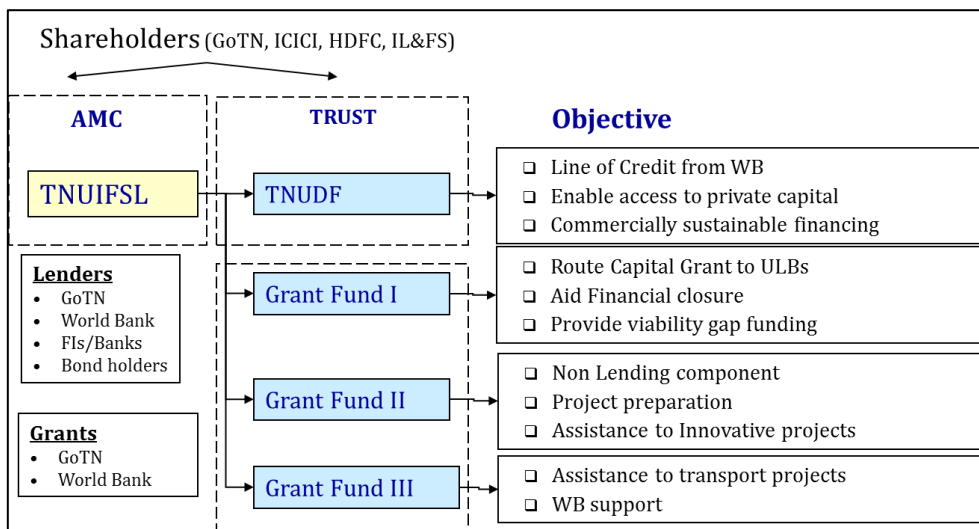 Shareholders (GoTN, ICICI, HDFC, IL&FS)
AMC
TRUST
Objective
TNUIFSL
TNUDF
❑ Line of Credit from WB
❑ Enable access to private capital
❑ Commercially sustainable financing
Lenders
• GoTN
• World Bank
• FIs/Banks
• Bond holders
Grant Fund I
❑ Route Capital Grant to ULBs
❑ Aid Financial closure
❑ Provide viability gap funding
Grant Fund II
❑ Non Lending component
❑ Project preparation
❑ Assistance to Innovative projects
Grants
• GoTN
• World Bank
Grant Fund III
❑ Assistance to transport projects
❑ WB support